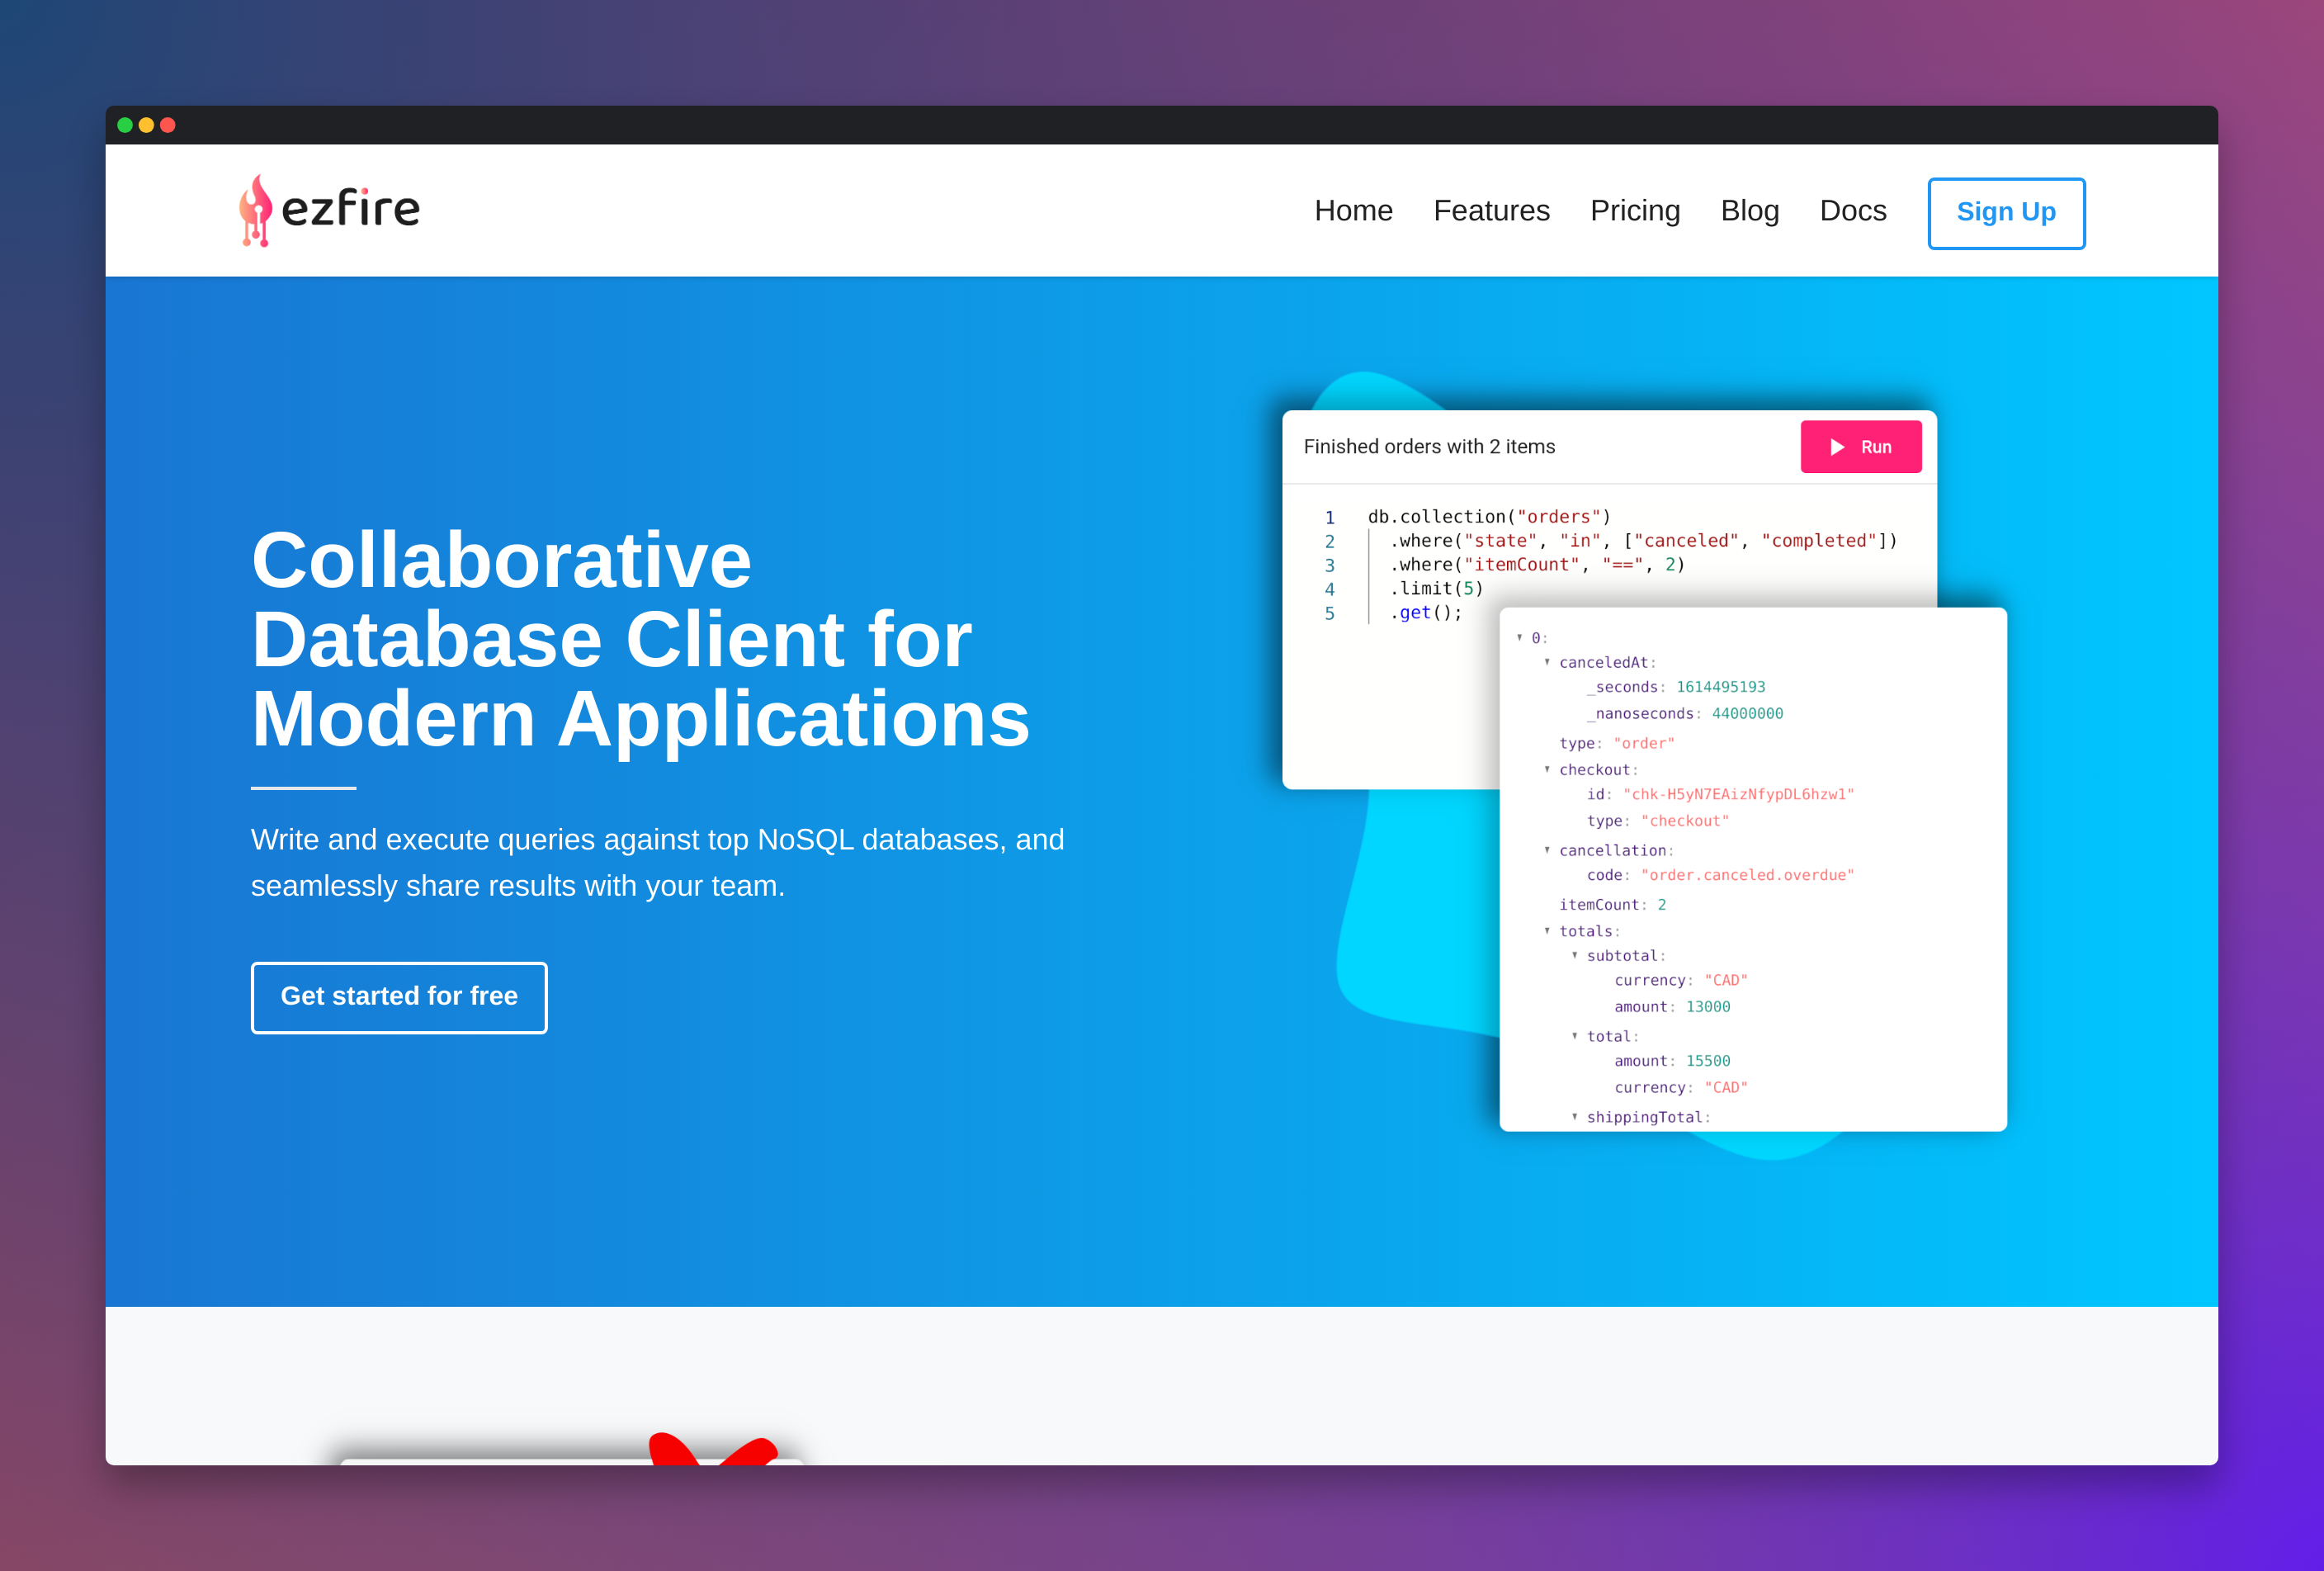 ezfire
Home Features Pricing Blog Docs Sign Up
Collaborative
Database Client for
Modern Applications
Write and execute queries against top NoSQL databases, and
seamlessly share results with your team.
Get started for free
Finished orders with 2 items
Run
1 db.collection("orders")
2 .where("state", "in", ["canceled", "completed"])
3 .where("itemCount", "==", 2)
4 .limit(5)
5 .get();
0:
canceledAt:
_seconds: 1614495193
_nanoseconds: 44000000
type: "order"
checkout:
id: "chk-H5yN7EAizNfypDL6hzw1"
type: "checkout"
cancellation:
code: "order.canceled.overdue"
itemCount: 2
totals:
subtotal:
currency: "CAD"
amount: 13000
total:
amount: 15500
currency: "CAD"
shippingTotal: